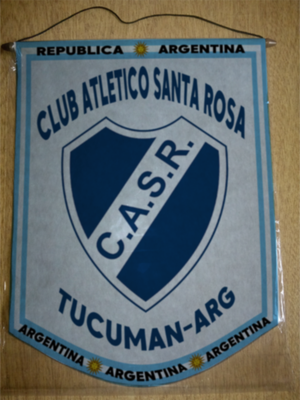 REPUBLICA ARGENTINA
CLUB ATLETICO SANTA ROSA
C.A.S.R.
TUCUMAN-ARG
ARGENTINA ARGENTINA ARGENTINA